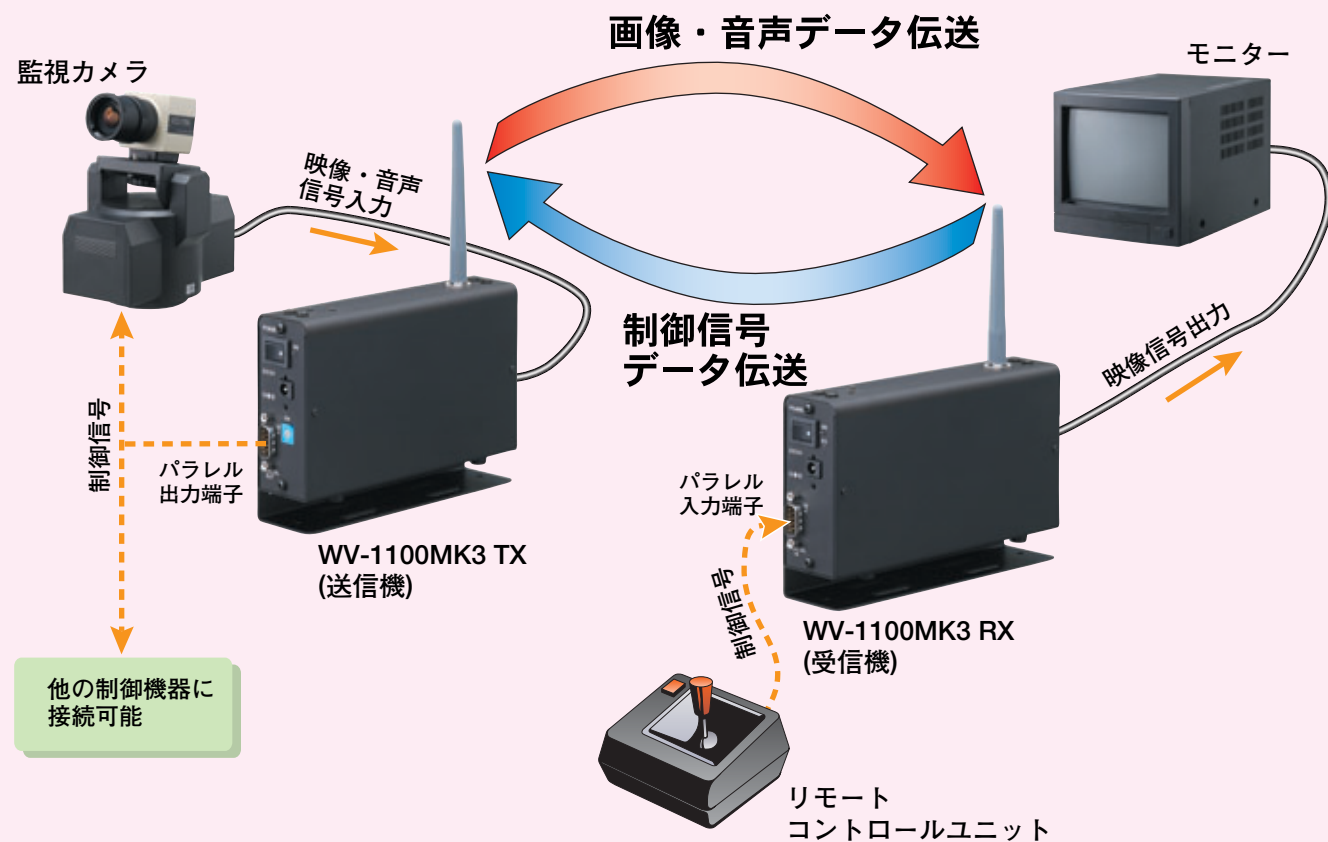 画像・音声データ伝送
監視カメラ
モニター
映像・音声
信号入力
制御信号
データ伝送
映像信号出力
制御信号
パラレル
出力端子
パラレル
入力端子
WV-1100MK3 TX
(送信機)
制御信号
WV-1100MK3 RX
(受信機)
他の制御機器に
接続可能
リモート
コントロールユニット